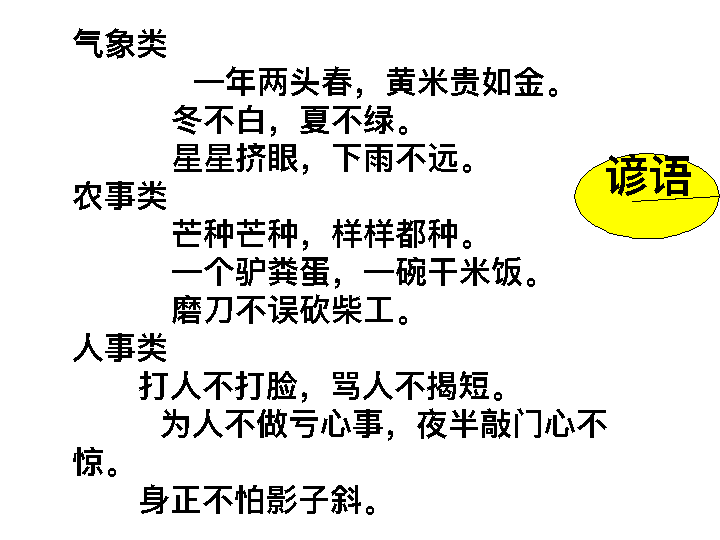 气象类
一年两头春，黄米贵如金。
冬不白，夏不绿。
星星挤眼，下雨不远。
谚语
农事类
芒种芒种，样样都种。
一个驴粪蛋，一碗干米饭。
磨刀不误砍柴工。
人事类
打人不打脸，骂人不揭短。
为人不做亏心事，夜半敲门心不
惊。
身正不怕影子斜。